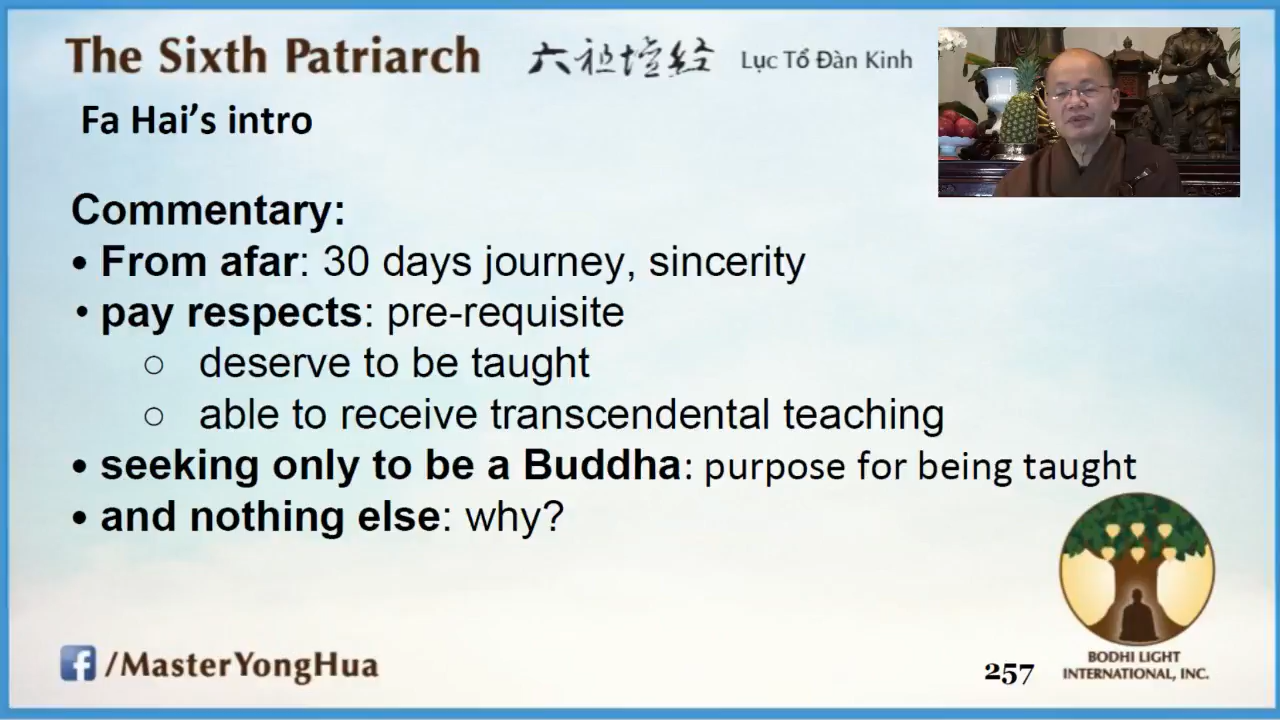 The Sixth Patriarch 六祖壇経 Lục Tổ Đàn Kinh
Fa Hai's intro
Commentary:
• From afar: 30 days journey, sincerity
• pay respects: pre-requisite
○ deserve to be taught
○ able to receive transcendental teaching
• seeking only to be a Buddha: purpose for being taught
• and nothing else: why?
f /MasterYongHua
257
BODHI LIGHT
INTERNATIONAL, INC.